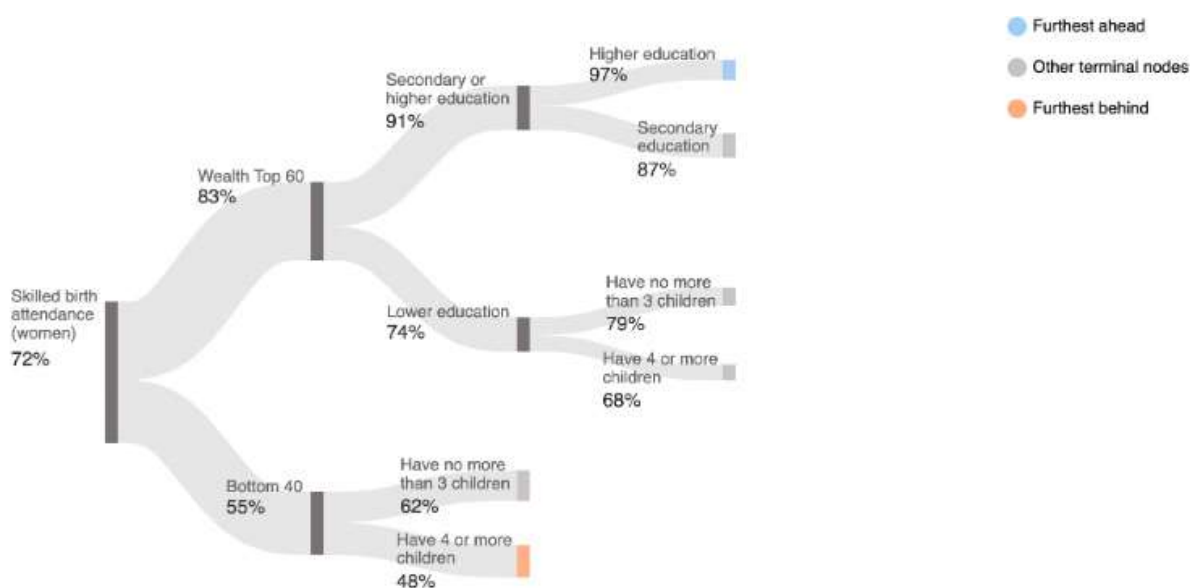 Furthest ahead
Other terminal nodes
Furthest behind
Higher education
97%
Secondary or
higher education
91%
Secondary
education
87%
Wealth Top 60
83%
Skilled birth
attendance
(women)
72%
Lower education
74%
Have no more
than 3 children
79%
Have 4 or more
children
68%
Bottom 40
55%
Have no more
than 3 children
62%
Have 4 or more
children
48%